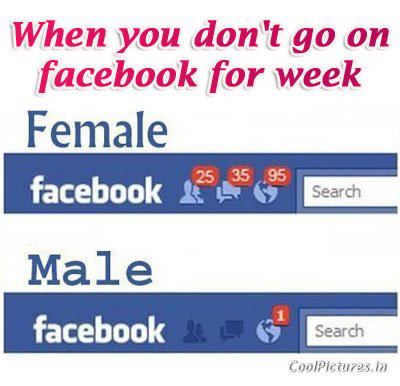 When you don't go on
facebook for week
Female
facebook 25 35 95 Search
Male
facebook 1 Search
CoolPictures.in